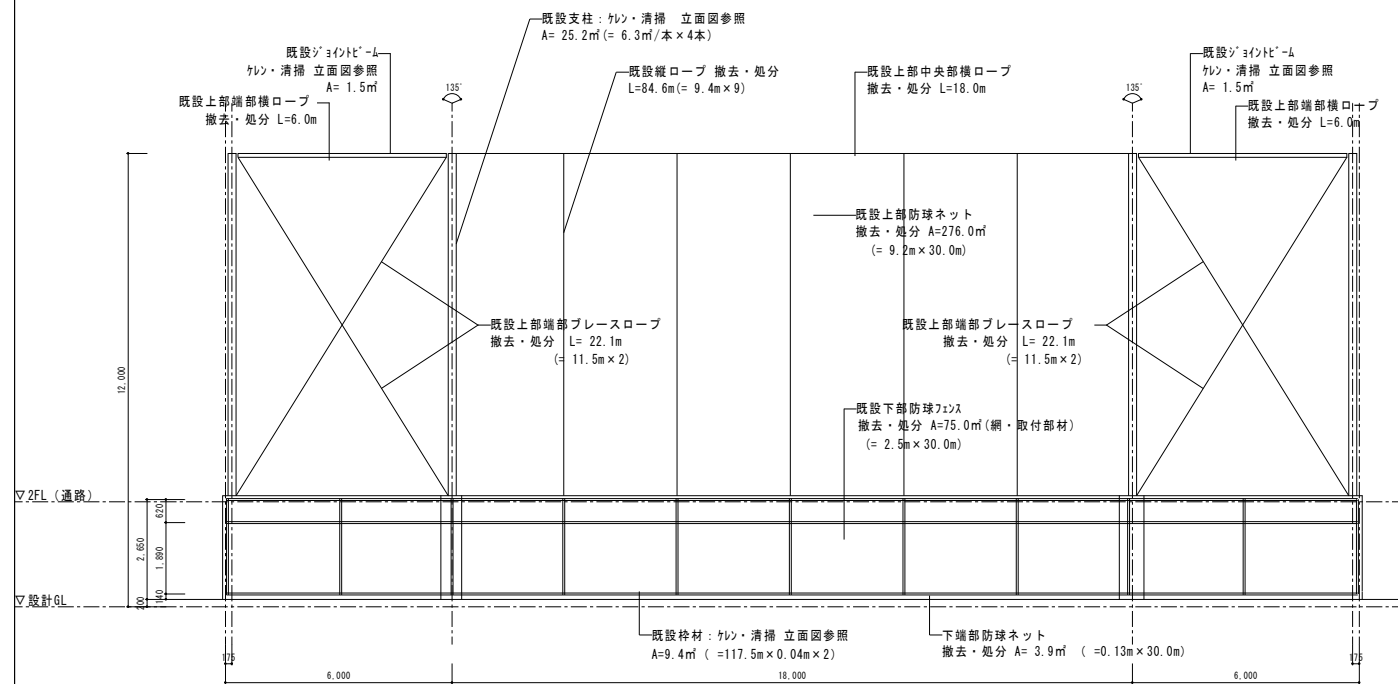 既設支柱：ｹﾚﾝ・清掃 立面図参照
A= 25.2㎡(= 6.3㎡/本×4本)
既設ｼﾞｮｲﾝﾄﾋﾞｰﾑ
ｹﾚﾝ・清掃 立面図参照
A= 1.5㎡
既設上部端部横ロープ
撤去・処分 L=6.0m
135°
既設縦ロープ 撤去・処分
L=84.6m(= 9.4m×9)
既設上部中央部横ロープ
撤去・処分 L=18.0m
135°
既設ｼﾞｮｲﾝﾄﾋﾞｰﾑ
ｹﾚﾝ・清掃 立面図参照
A= 1.5㎡
既設上部端部横ロープ
撤去・処分 L=6.0m
既設上部防球ネット
撤去・処分 A=276.0㎡
(= 9.2m×30.0m)
既設上部端部ブレースロープ
撤去・処分 L= 22.1m
(= 11.5m×2)
既設上部端部ブレースロープ
撤去・処分 L= 22.1m
(= 11.5m×2)
12,000
既設下部防球ﾌｪﾝｽ
撤去・処分 A=75.0㎡(網・取付部材)
(= 2.5m×30.0m)
▽2FL（通路）
620
2,650
1,890
140
200
▽設計GL
既設枠材：ｹﾚﾝ・清掃 立面図参照
A=9.4㎡ ( =117.5m×0.04m×2)
下端部防球ネット
撤去・処分 A= 3.9㎡ ( =0.13m×30.0m)
175
175
6,000
18,000
6,000